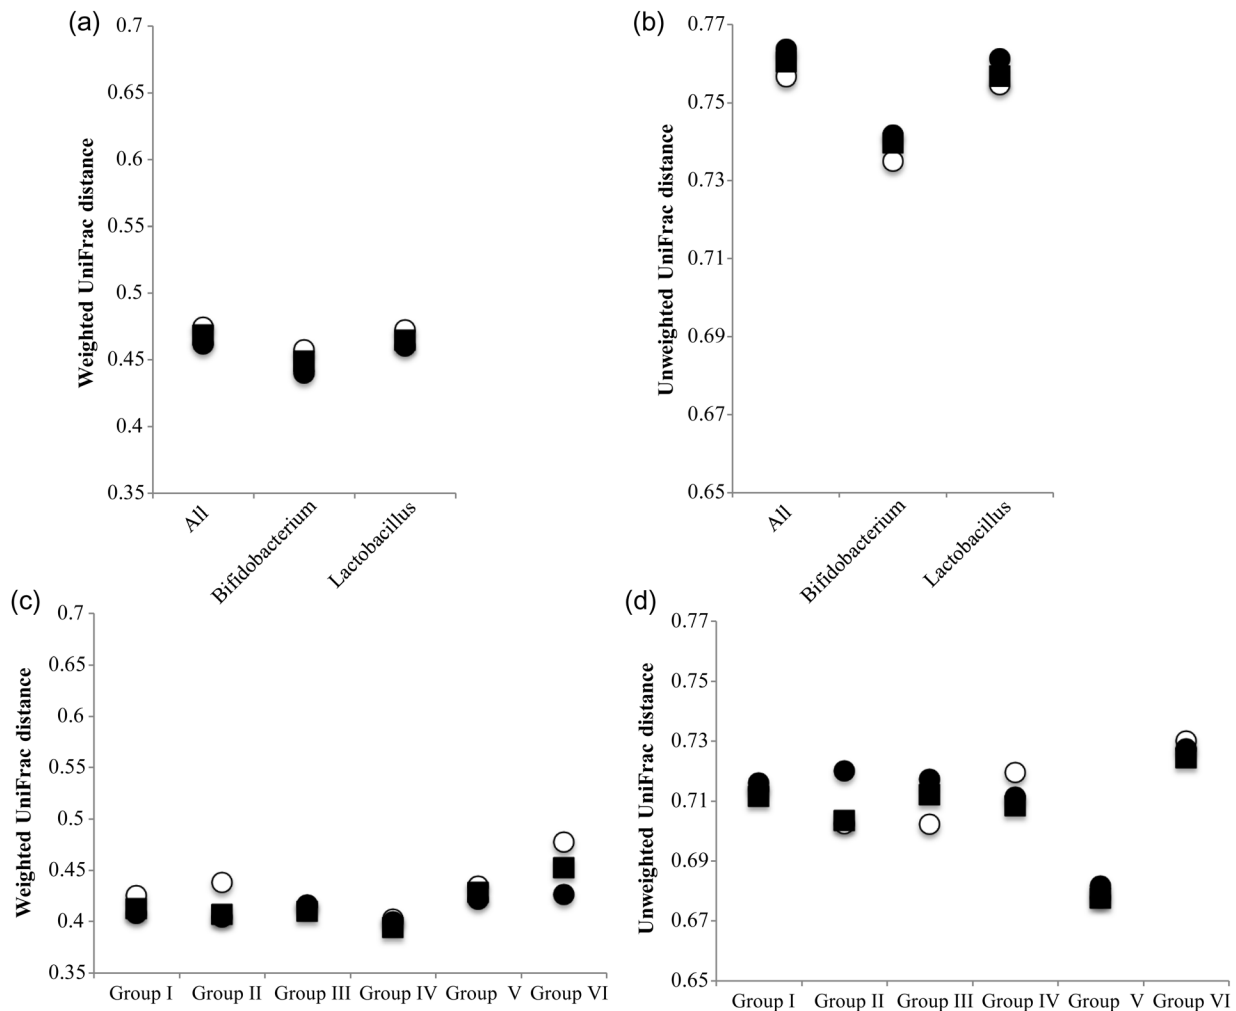 (a)
Weighted UniFrac distance
0.7
0.65
0.6
0.55
0.5
0.45
0.4
0.35
All
Bifidobacterium
Lactobacillus
(b)
Unweighted UniFrac distance
0.77
0.75
0.73
0.71
0.69
0.67
0.65
All
Bifidobacterium
Lactobacillus
(c)
Weighted UniFrac distance
0.7
0.65
0.6
0.55
0.5
0.45
0.4
0.35
Group I Group II Group III Group IV Group V Group VI
(d)
Unweighted UniFrac distance
0.77
0.75
0.73
0.71
0.69
0.67
0.65
Group I Group II Group III Group IV Group V Group VI